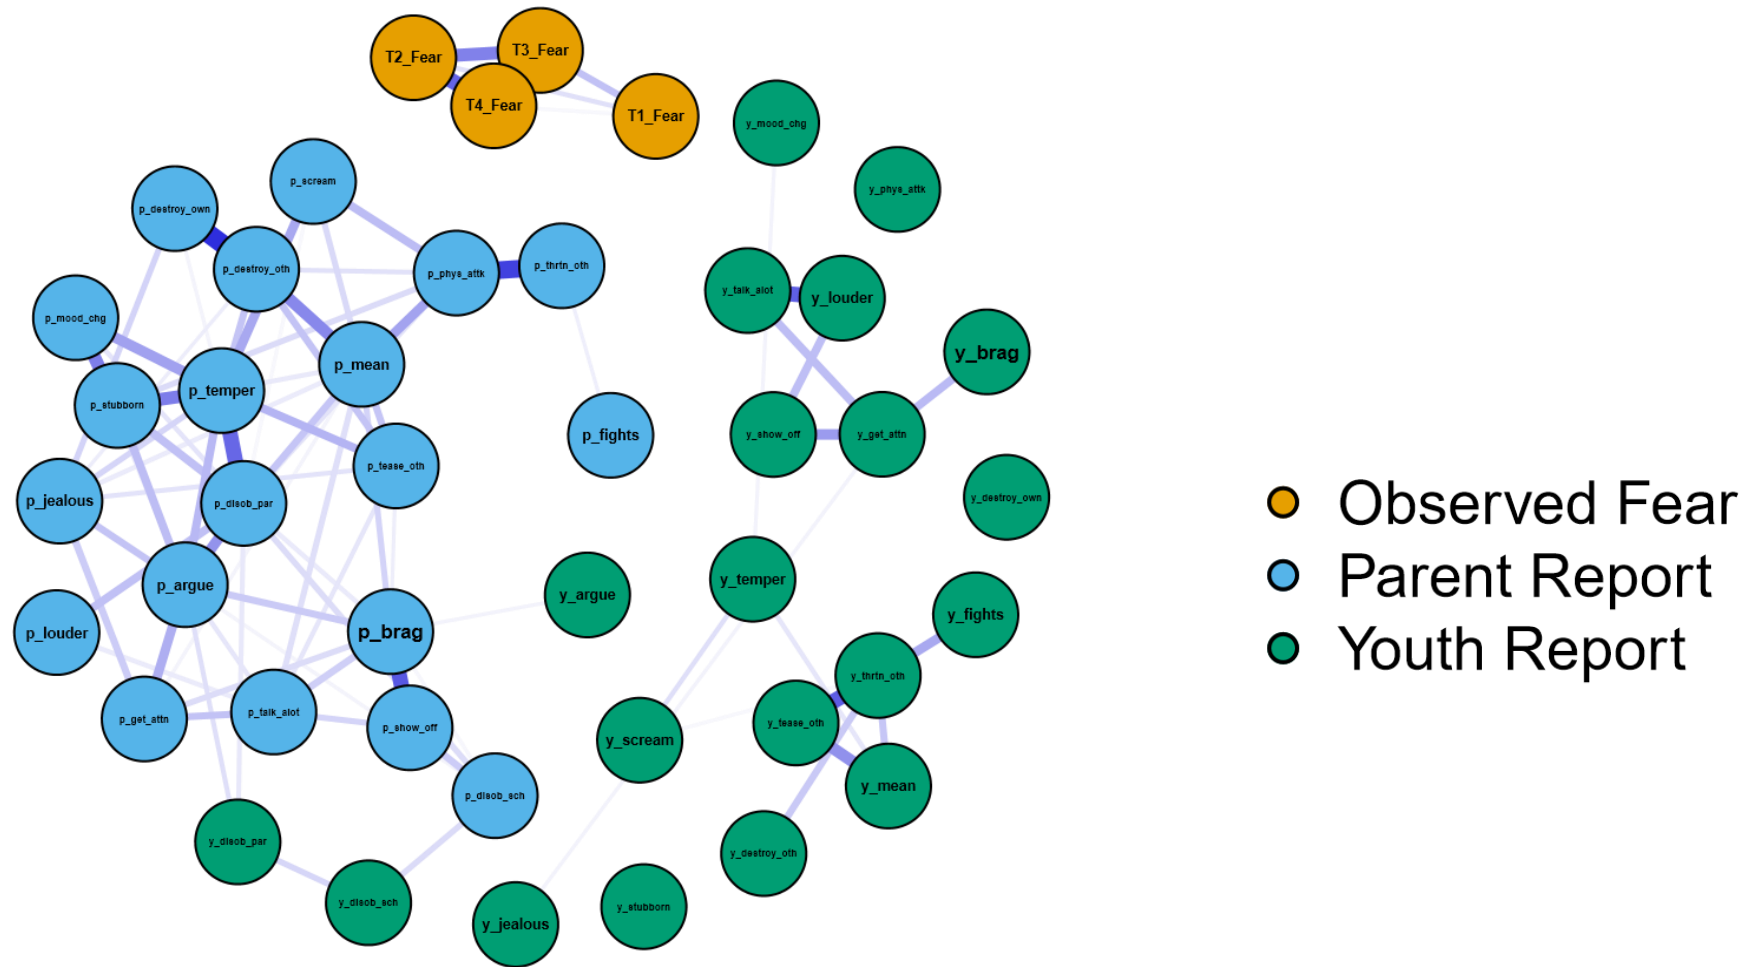 T2_Fear
T3_Fear
T4_Fear
T1_Fear
y_mood_chg
p_scream
y_phys_attk
p_destroy_own
p_destroy_oth
p_phys_attk
p_thrtn_oth
y_talk_alot
y_louder
p_mood_chg
y_brag
p_mean
p_temper
p_stubborn
p_fights
y_show_off
y_get_attn
p_tease_oth
p_jealous
p_disob_par
y_destroy_own
Observed Fear
Parent Report
Youth Report
p_argue
y_argue
y_temper
y_fights
p_louder
p_brag
y_thrtn_oth
p_get_attn
p_talk_alot
p_show_off
y_tease_oth
y_scream
y_mean
p_disob_sch
y_disob_par
y_destroy_oth
y_disob_sch
y_stubborn
y_jealous